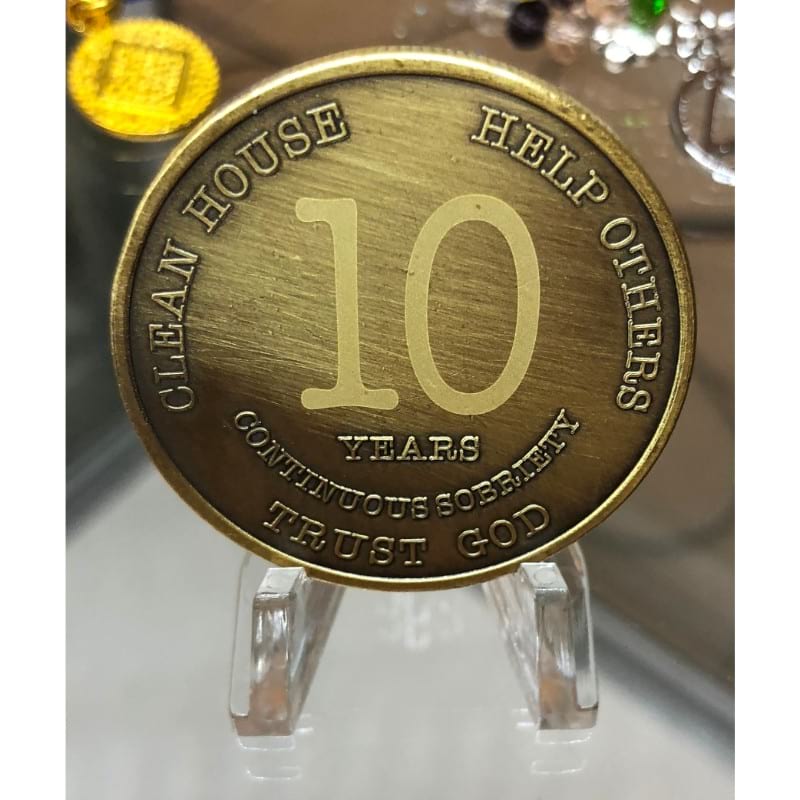 CLEAN HOUSE
HELP OTHERS
10
YEARS
CONTINUOUS SOBRIETY
TRUST GOD